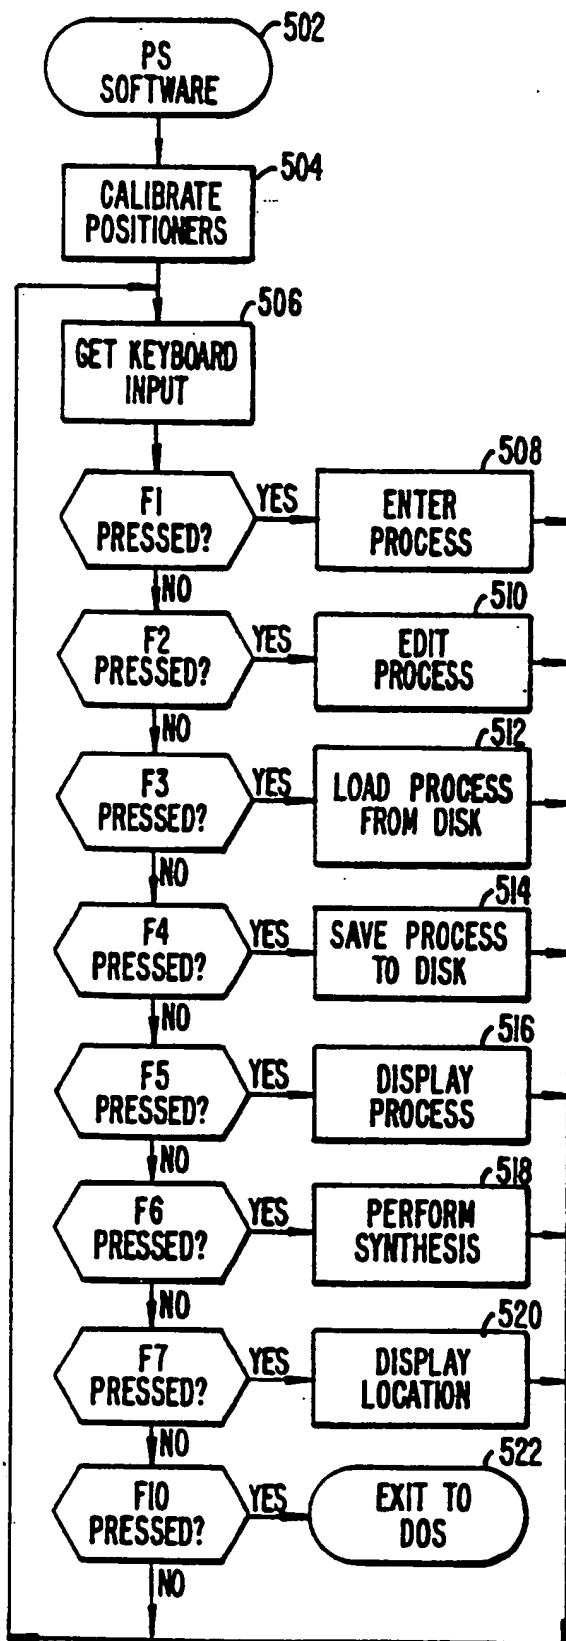 502
PS
SOFTWARE
504
CALIBRATE
POSITIONERS
506
GET KEYBOARD
INPUT
508
F1
PRESSED?
YES
ENTER
PROCESS
NO
510
F2
PRESSED?
YES
EDIT
PROCESS
NO
512
F3
PRESSED?
YES
LOAD PROCESS
FROM DISK
NO
514
F4
PRESSED?
YES
SAVE PROCESS
TO DISK
NO
516
F5
PRESSED?
YES
DISPLAY
PROCESS
NO
518
F6
PRESSED?
YES
PERFORM
SYNTHESIS
NO
520
F7
PRESSED?
YES
DISPLAY
LOCATION
NO
522
F10
PRESSED?
YES
EXIT TO
DOS
NO